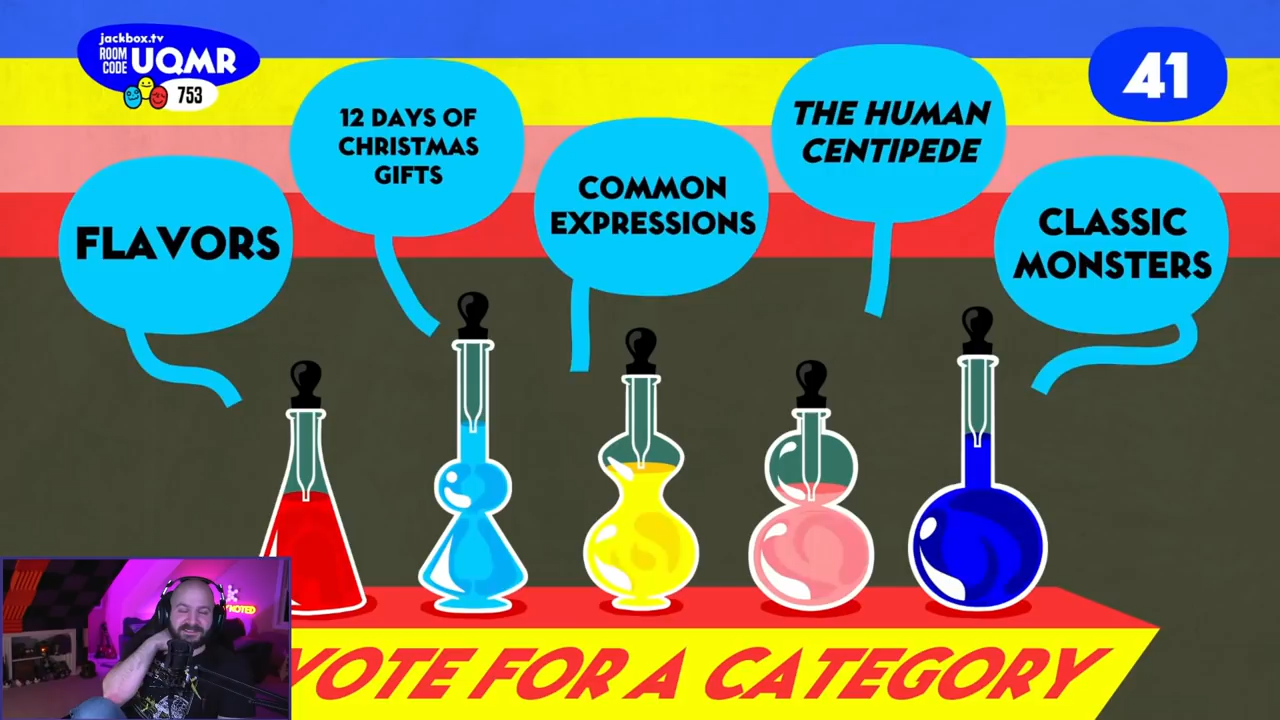 jackbox.tv
ROOM CODE UQMR
753
41
FLAVORS
12 DAYS OF
CHRISTMAS
GIFTS
COMMON
EXPRESSIONS
THE HUMAN
CENTIPEDE
CLASSIC
MONSTERS
VOTE FOR A CATEGORY